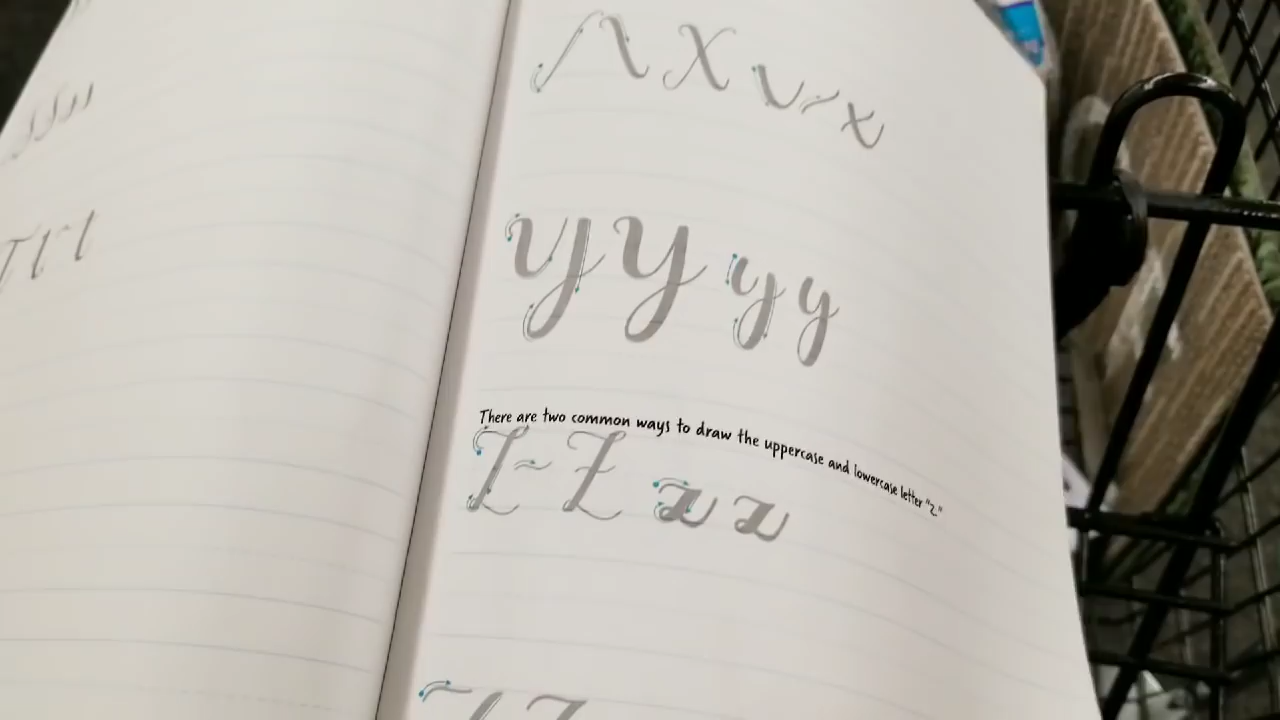 X x
y Y y y
There are two common ways to draw the uppercase and lowercase letter "z."
Z z z